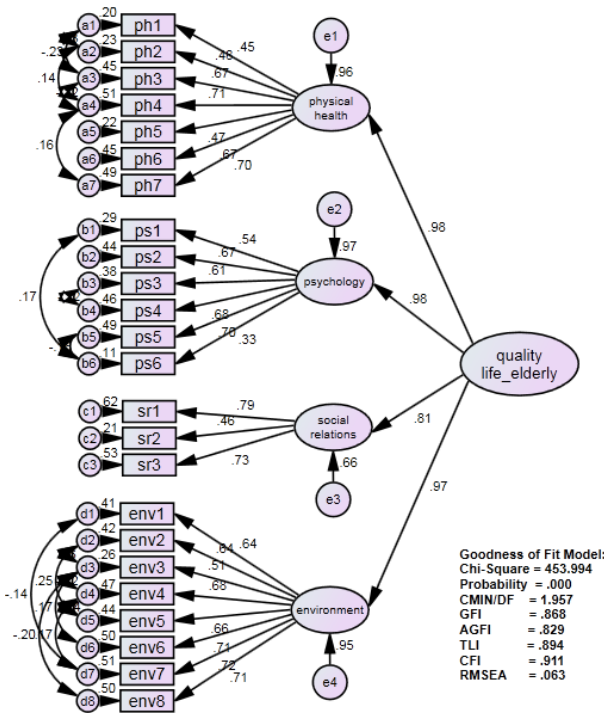 a1 .20 ph1
a2 .23 ph2
a3 .45 ph3
a4 .51 ph4
a5 .22 ph5
a6 .45 ph6
a7 .49 ph7
-.23
.14
.16
.45
.48
.67
.71
.47
.67
.70
e1
.96
physical
health
.98
b1 .29 ps1
b2 .44 ps2
b3 .38 ps3
b4 .46 ps4
b5 .49 ps5
b6 .11 ps6
.17
.54
.67
.61
.68
.70
.33
e2
.97
psychology
.98
quality
life_elderly
c1 .62 sr1
c2 .21 sr2
c3 .53 sr3
.79
.46
.73
social
relations
.81
.66
e3
d1 .41 env1
d2 .42 env2
d3 .26 env3
d4 .47 env4
d5 .44 env5
d6 .50 env6
d7 .51 env7
d8 .50 env8
-.14
.25
.17
-.20
.17
.64
.64
.51
.68
.66
.71
.72
.71
environment
.97
.95
e4
Goodness of Fit Model:
Chi-Square = 453.994
Probability = .000
CMIN/DF = 1.957
GFI = .868
AGFI = .829
TLI = .894
CFI = .911
RMSEA = .063